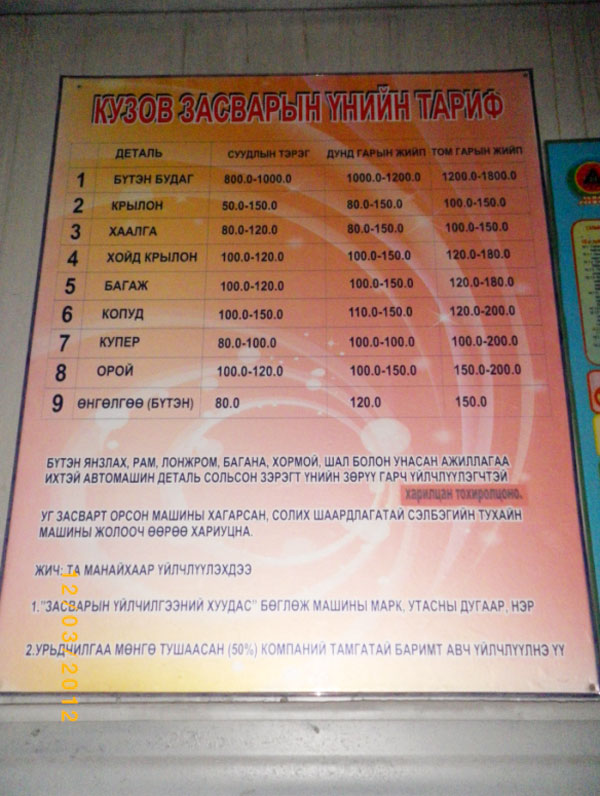 КУЗОВ ЗАСВАРЫН ҮНИЙН ТАРИФ
ДЕТАЛЬ СУУДЛЫН ТЭРЭГ ДУНД ГАРЫН ЖИЙП ТОМ ГАРЫН ЖИЙП
1 БҮТЭН БУДАГ 800.0-1000.0 1000.0-1200.0 1200.0-1800.0
2 КРЫЛОН 50.0-150.0 80.0-150.0 100.0-150.0
3 ХААЛГА 80.0-120.0 80.0-150.0 100.0-150.0
4 ХОЙД КРЫЛОН 100.0-120.0 100.0-150.0 120.0-180.0
5 БАГАЖ 100.0-120.0 100.0-150.0 120.0-180.0
6 КОПУД 100.0-150.0 110.0-150.0 120.0-200.0
7 КУПЕР 80.0-100.0 100.0-100.0 100.0-200.0
8 ОРОЙ 100.0-120.0 100.0-150.0 150.0-200.0
9 ӨНГӨЛГӨӨ (БҮТЭН) 80.0 120.0 150.0
БҮТЭН ЯНЗЛАХ, РАМ, ЛОНЖРОМ, БАГАНА, ХОРМОЙ, ШАЛ БОЛОН УНАСАН АЖИЛЛАГАА
ИХТЭЙ АВТОМАШИН ДЕТАЛЬ СОЛЬСОН ЗЭРЭГТ ҮНИЙН ЗӨРҮҮ ГАРЧ ҮЙЛЧЛҮҮЛЭГЧТЭЙ
харилцан тохиролцоно.
УГ ЗАСВАРТ ОРСОН МАШИНЫ ХАГАРСАН, СОЛИХ ШААРДЛАГАТАЙ СЭЛБЭГИЙН ТУХАЙН
МАШИНЫ ЖОЛООЧ ӨӨРӨӨ ХАРИУЦНА.
ЖИЧ: ТА МАНАЙХААР ҮЙЛЧЛҮҮЛЭХДЭЭ
1."ЗАСВАРЫН ҮЙЛЧИЛГЭЭНИЙ ХУУДАС" БӨГЛӨЖ МАШИНЫ МАРК, УТАСНЫ ДУГААР, НЭР
2.УРЬДЧИЛГАА МӨНГӨ ТУШААСАН (50%) КОМПАНИЙ ТАМГАТАЙ БАРИМТ АВЧ ҮЙЛЧЛҮҮЛНЭ ҮҮ
12/03/2012